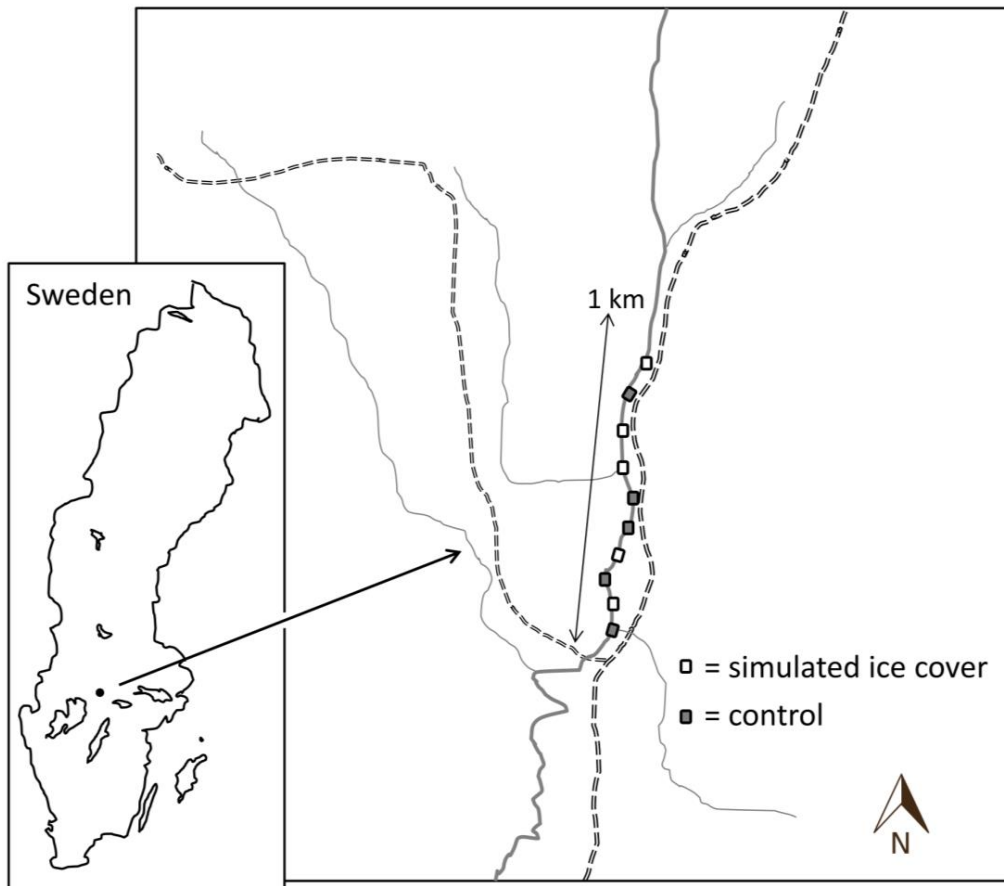 Sweden
1 km
= simulated ice cover
= control
N